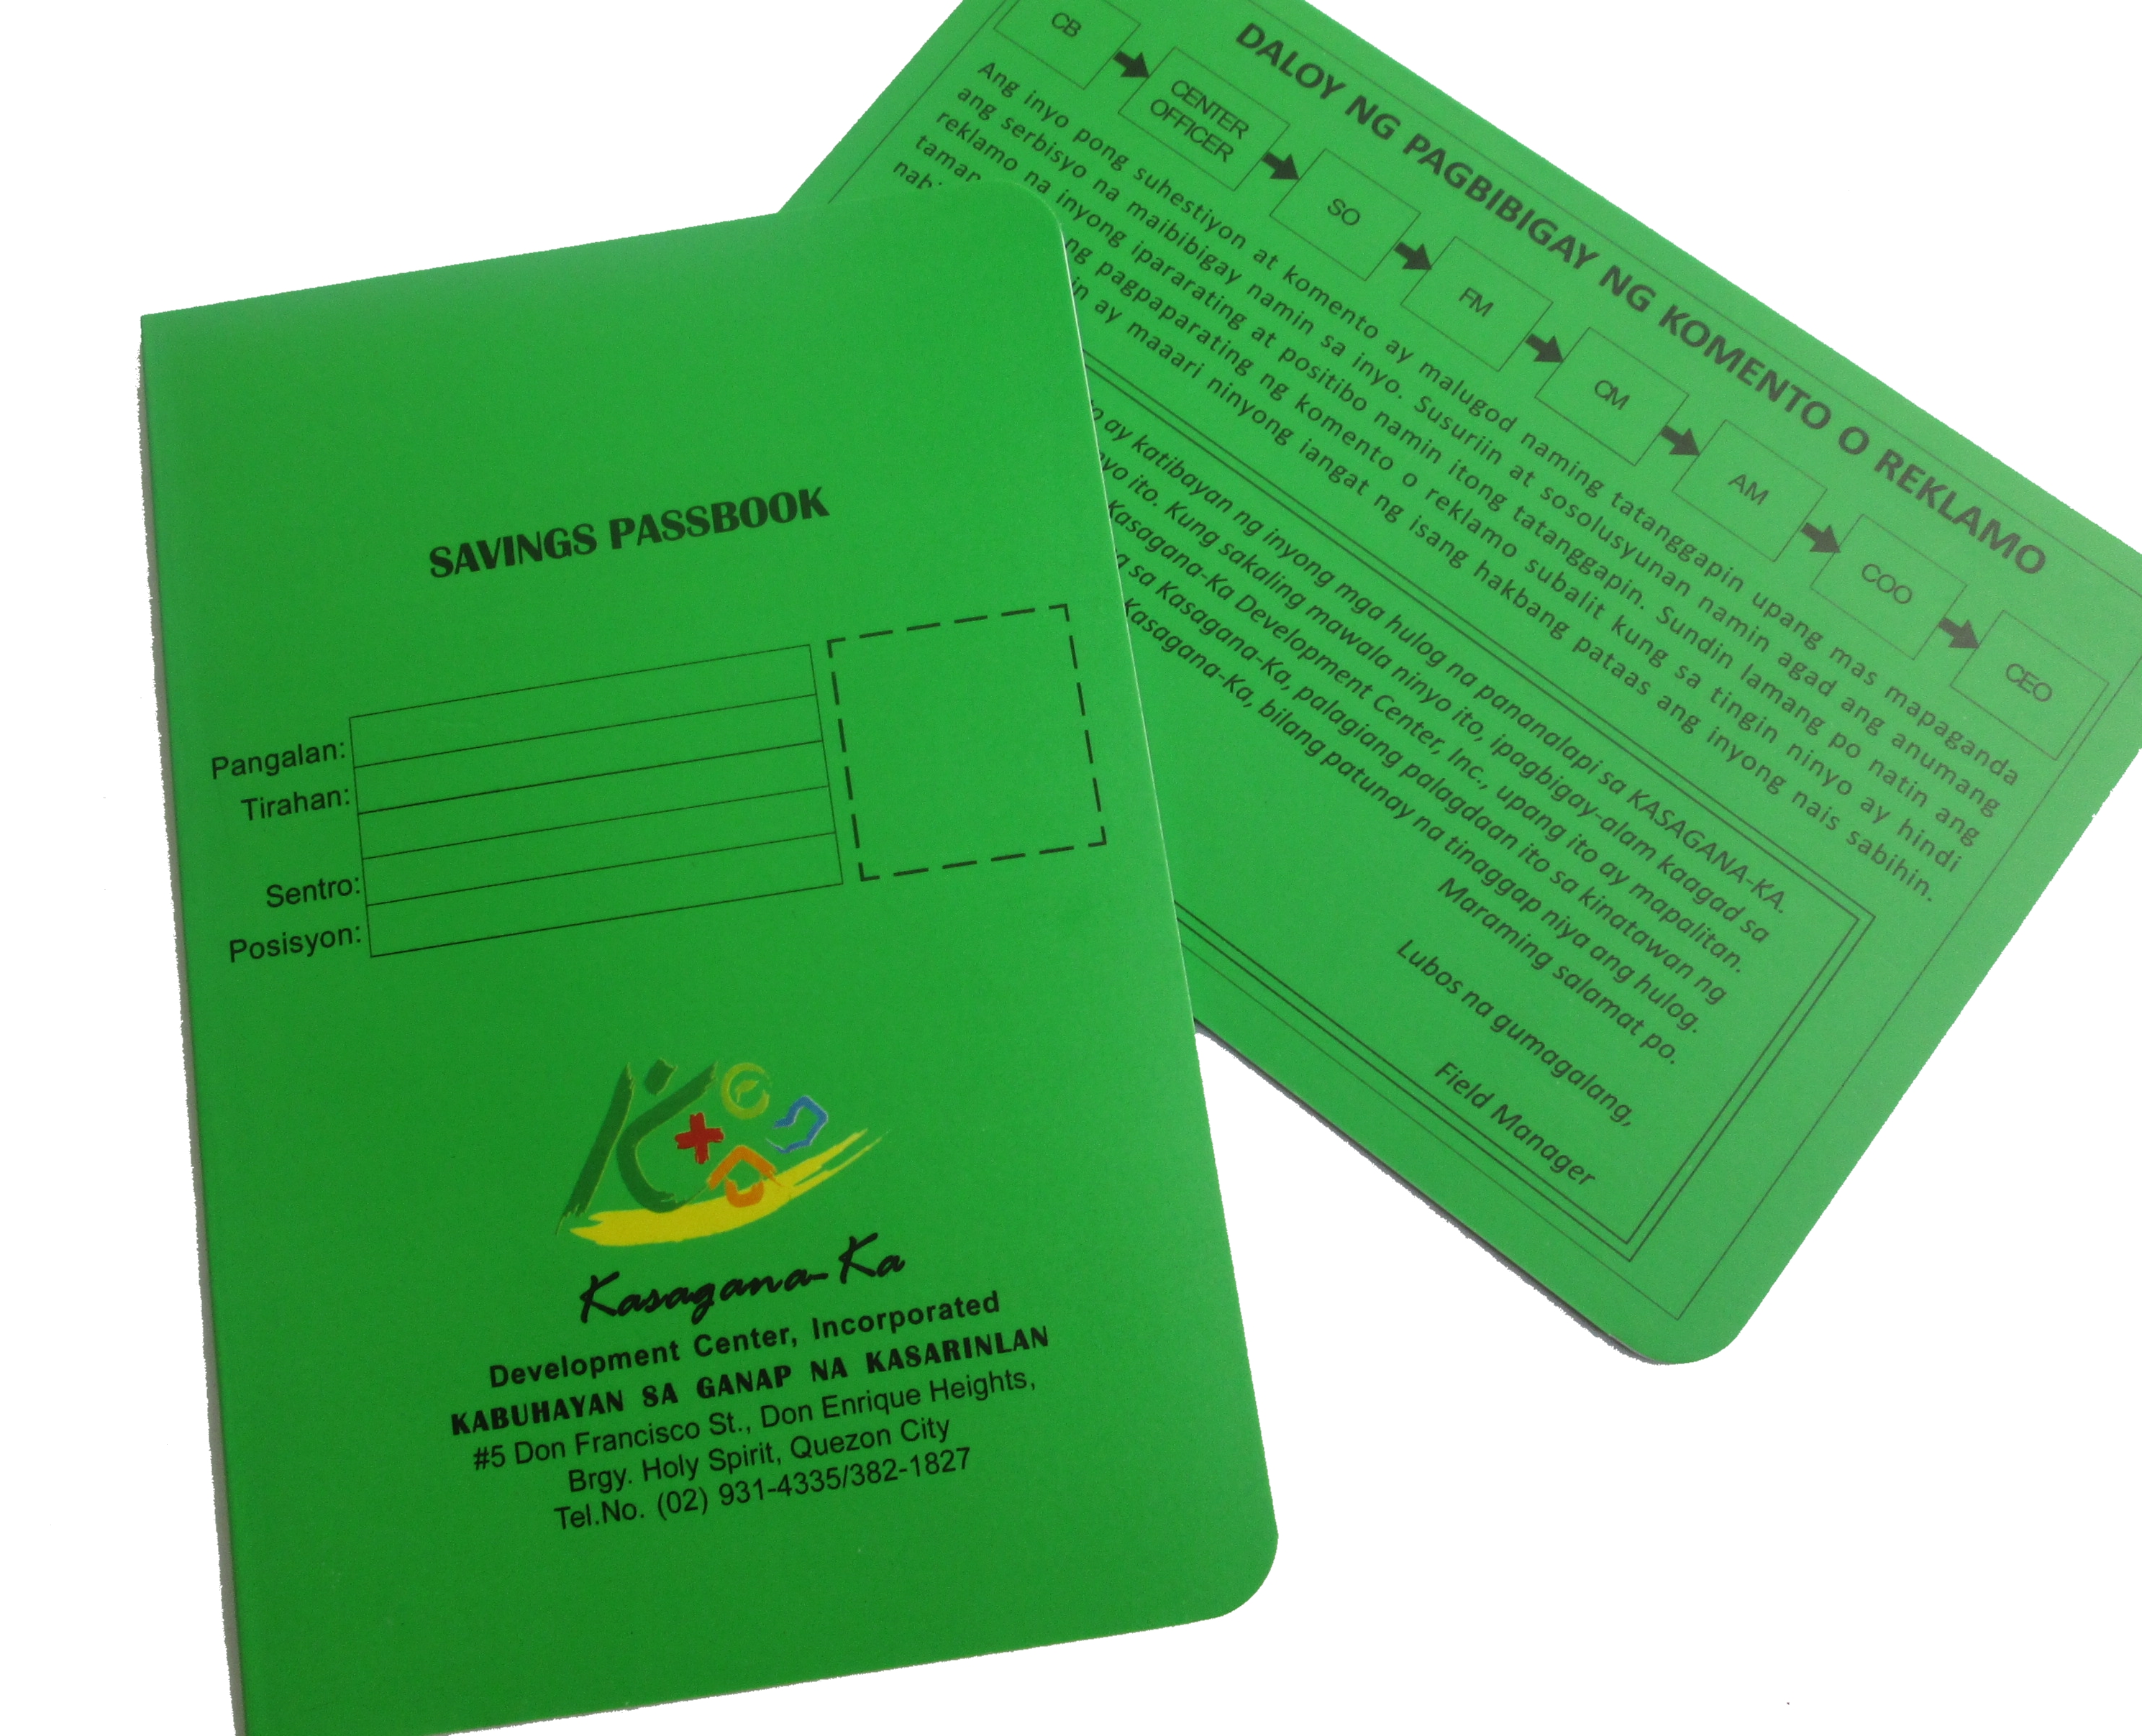 SAVINGS PASSBOOK
Pangalan:
Tirahan:
Sentro:
Posisyon:
Kasagana-Ka
Development Center, Incorporated
KABUHAYAN SA GANAP NA KASARINLAN
#5 Don Francisco St., Don Enrique Heights,
Brgy. Holy Spirit, Quezon City
Tel.No. (02) 931-4335/382-1827
DALOY NG PAGBIBIGAY NG KOMENTO O REKLAMO
CB
CENTER
OFFICER
SO
FM
OM
AM
COO
CEO
Ang inyo pong suhestiyon at komento ay malugod naming tatanggapin upang mas mapaganda
ang serbisyo na maibibigay namin sa inyo. Susuriin at sosolusyunan namin agad ang anumang
reklamo na inyong ipararating at positibo namin itong tatanggapin. Sundin lamang po natin ang
ng pagpaparating ng komento o reklamo subalit kung sa tingin ninyo ay hindi
ay maaari ninyong iangat ng isang hakbang pataas ang inyong nais sabihin.
ay katibayan ng inyong mga hulog na pananalapi sa KASAGANA-KA.
ito. Kung sakaling mawala ninyo ito, ipagbigay-alam kaagad sa
Kasagana-Ka Development Center, Inc., upang ito ay mapalitan.
sa Kasagana-Ka, palagiang palagdaan ito sa kinatawan ng
Kasagana-Ka, bilang patunay na tinaggap niya ang hulog.
Maraming salamat po.
Lubos na gumagalang,
Field Manager